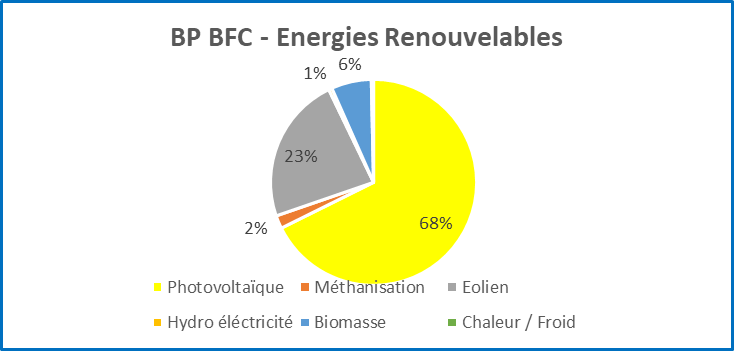 BP BFC - Energies Renouvelables
1% 6%
23%
2%
68%
Photovoltaïque Méthanisation Eolien
Hydro éléctricité Biomasse Chaleur / Froid